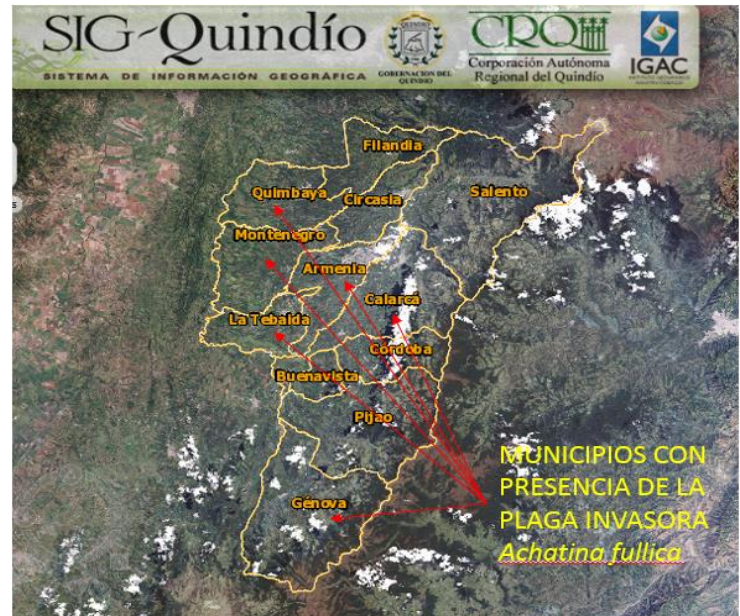 SIG-Quindío
SISTEMA DE INFORMACIÓN GEOGRÁFICA
GOBERNACION DEL
QUINDIO
CRQ
Corporación Autónoma
Regional del Quindío
IGAC
s
Filandia
Quimbaya
Circasia
Salento
Montenegro
Armenia
Calarcá
La Tebaida
Córdoba
Buenavista
Pijao
Génova
MUNICIPIOS CON
PRESENCIA DE LA
PLAGA INVASORA
Achatina fullica